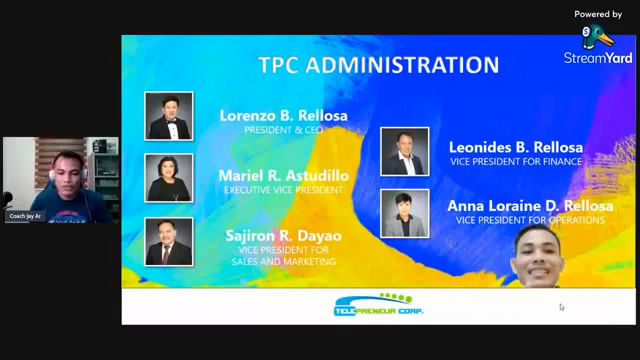 Powered by
StreamYard
TPC ADMINISTRATION
Lorenzo B. Rellosa
PRESIDENT & CEO
Mariel R. Astudillo
EXECUTIVE VICE PRESIDENT
Sajiron R. Dayao
VICE PRESIDENT FOR
SALES AND MARKETING
Leonides B. Rellosa
VICE PRESIDENT FOR FINANCE
Anna Loraine D. Rellosa
VICE PRESIDENT FOR OPERATIONS
Coach Jay Ar
TELEPRENEUR CORP.